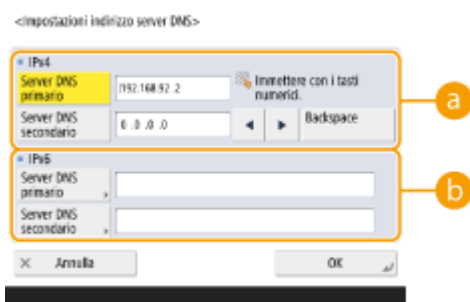 <Impostazioni indirizzo server DNS>
IPv4
Server DNS primario
192.168.92.2
Immettere con i tasti numerici.
Server DNS secondario
0.0.0.0
◀ ▶
Backspace
a
IPv6
Server DNS primario
Server DNS secondario
b
× Annulla
OK